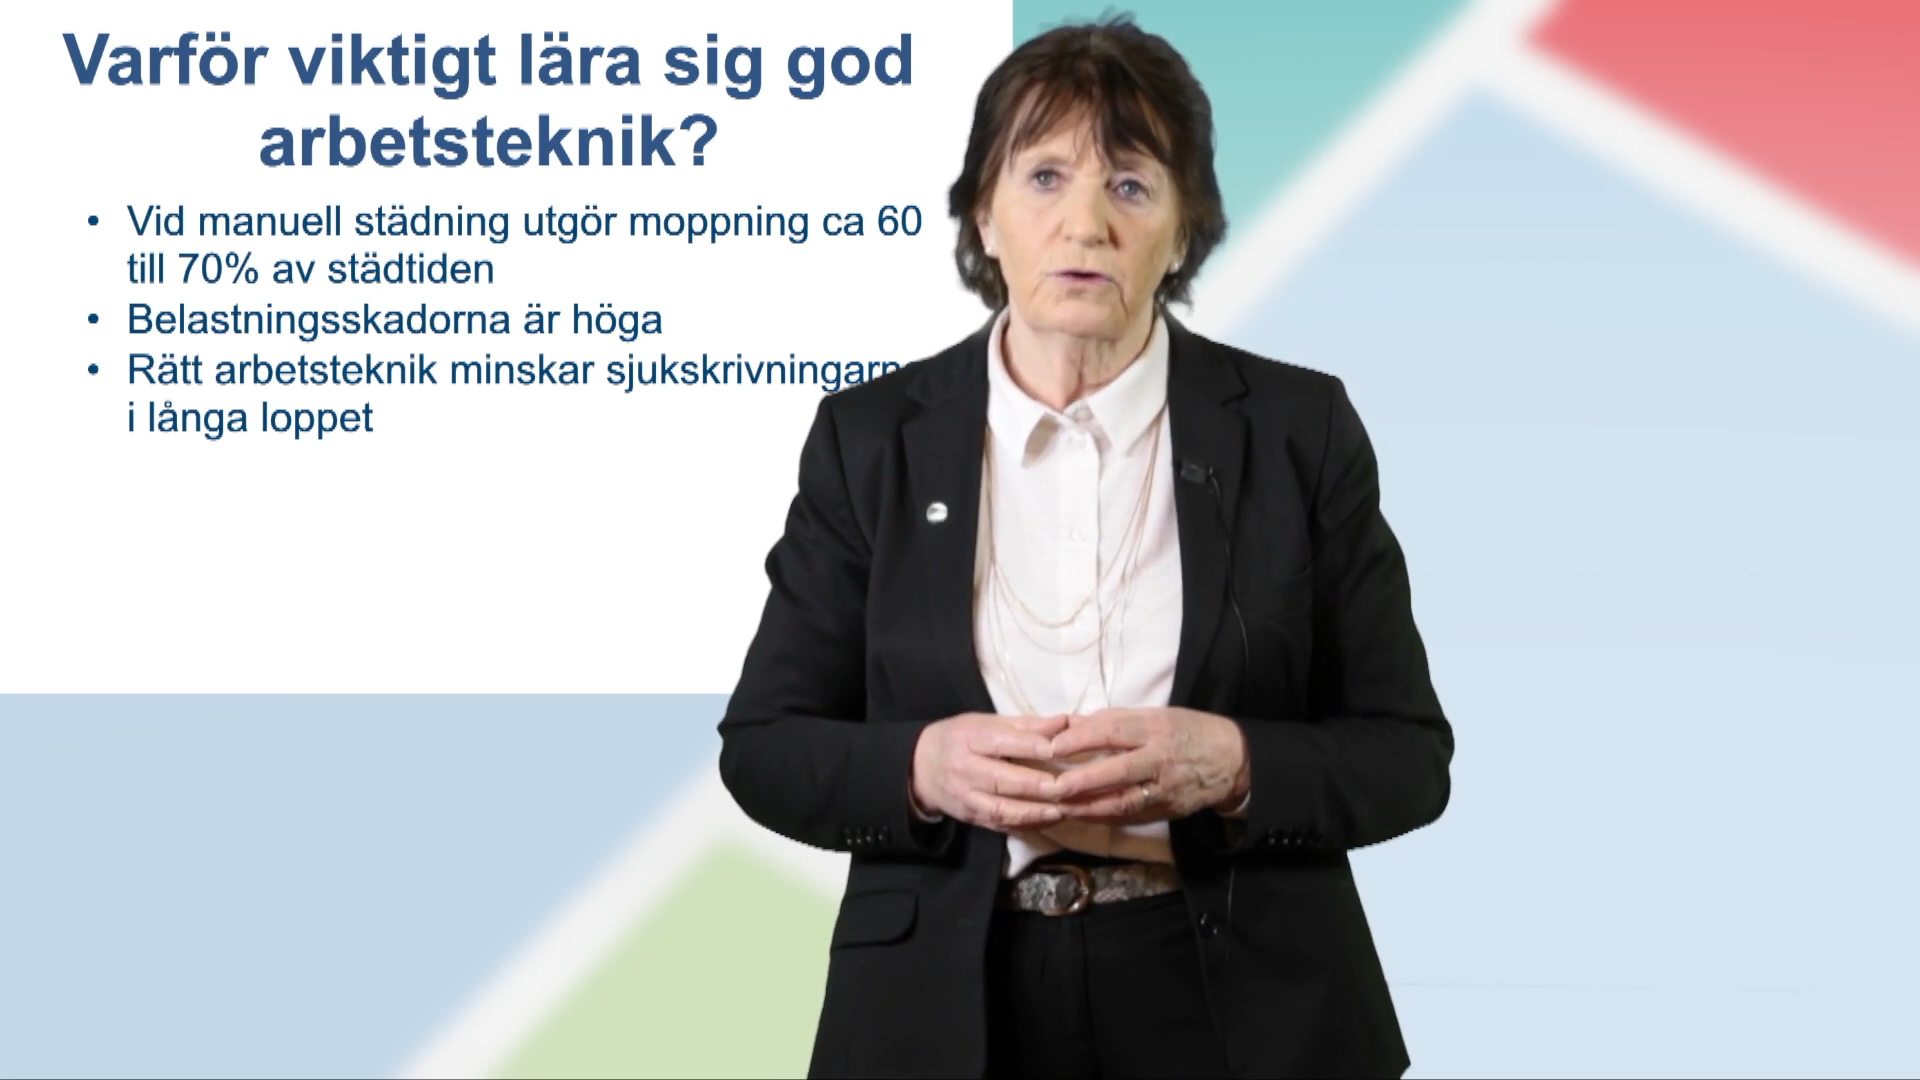 Varför viktigt lära sig god
arbetsteknik?
• Vid manuell städning utgör moppning ca 60
till 70% av städtiden
• Belastningsskadorna är höga
• Rätt arbetsteknik minskar
i långa loppet